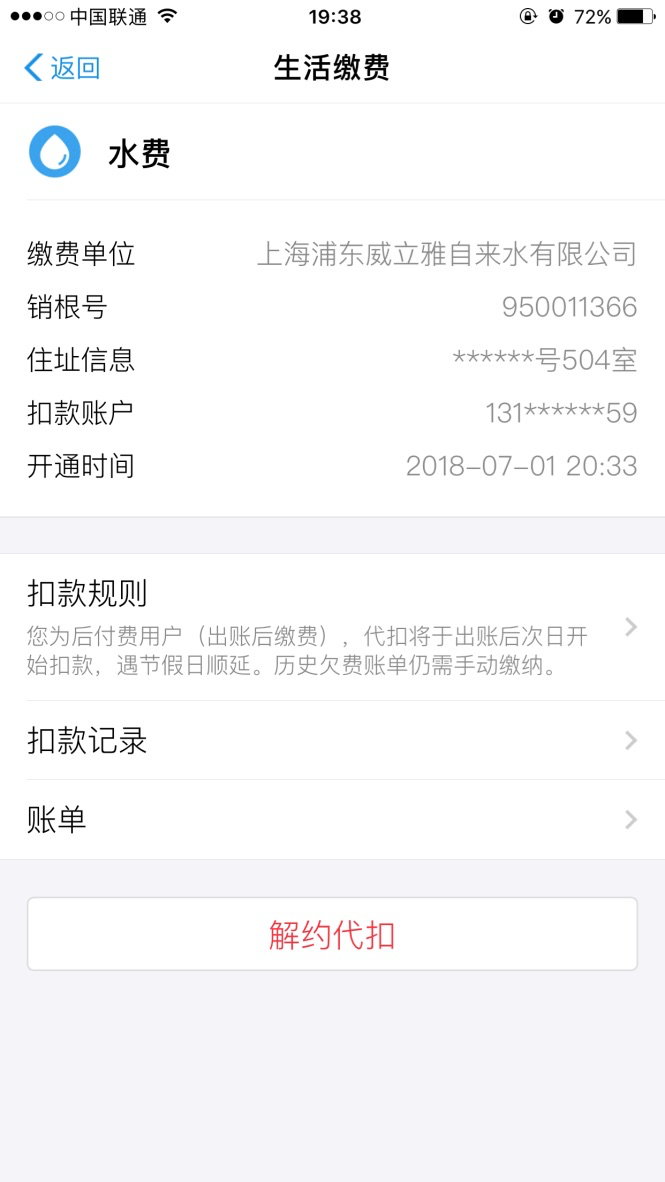 中国联通
19:38
72%
返回
生活缴费
水费
缴费单位 上海浦东威立雅自来水有限公司
销根号 950011366
住址信息 ******号504室
扣款账户 131******59
开通时间 2018-07-01 20:33
扣款规则
您为后付费用户（出账后缴费），代扣将于出账后次日开
始扣款，遇节假日顺延。历史欠费账单仍需手动缴纳。
扣款记录
账单
解约代扣